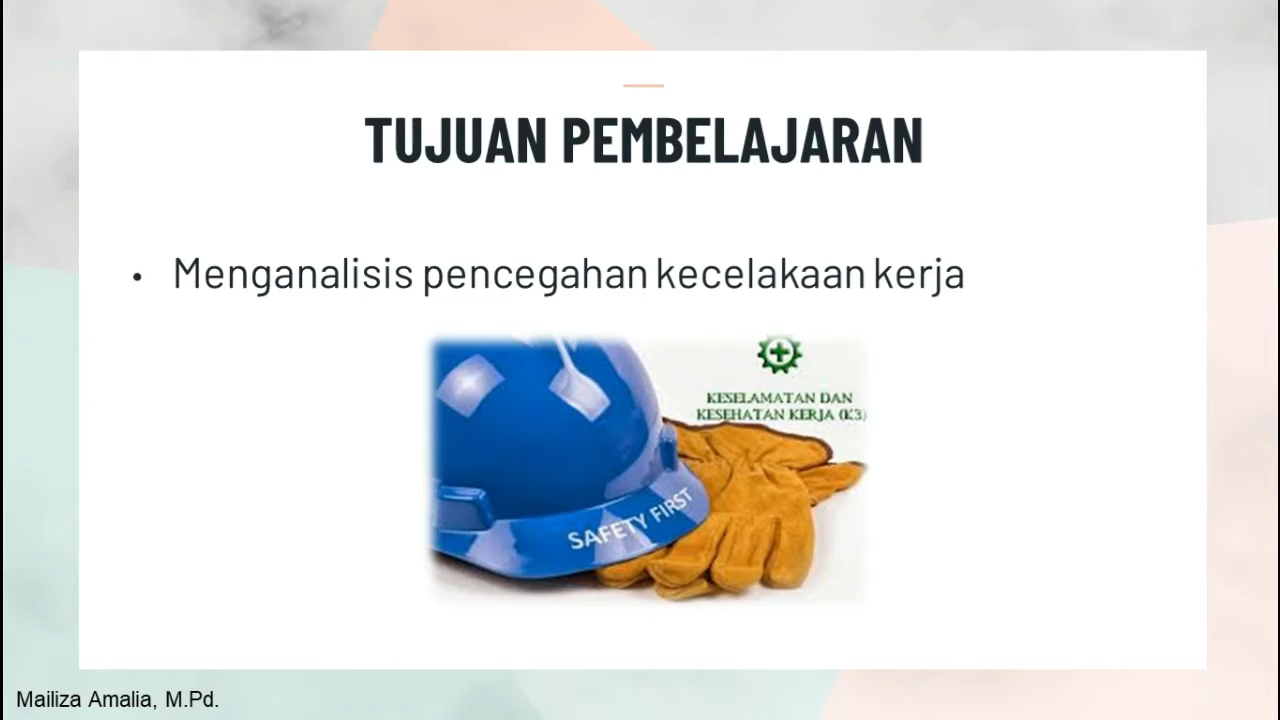 TUJUAN PEMBELAJARAN
• Menganalisis pencegahan kecelakaan kerja
KESELAMATAN DAN
KESEHATAN KERJA (K3)
SAFETY FIRST
Mailiza Amalia, M.Pd.